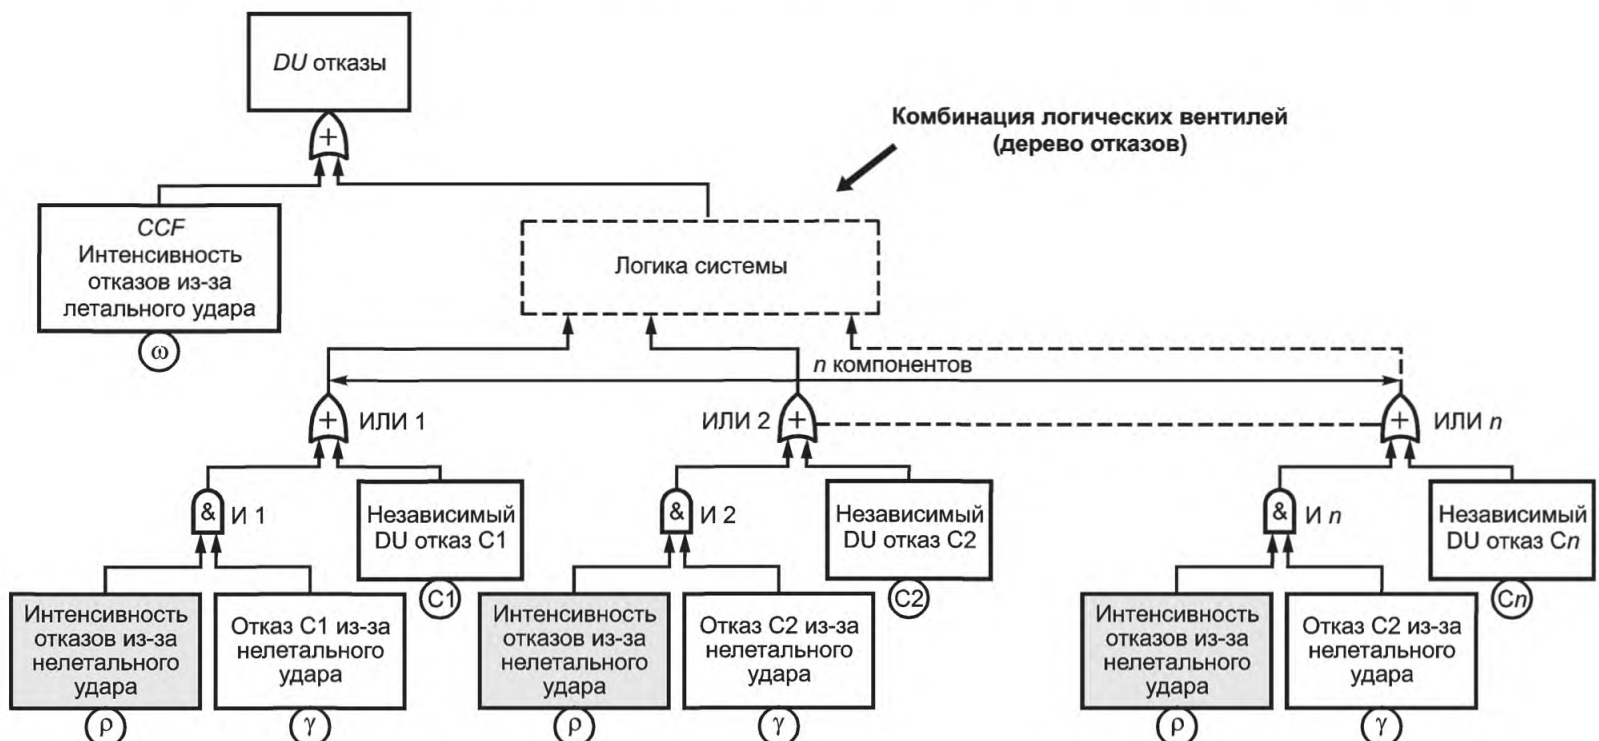 DU отказы
+
Комбинация логических вентилей
(дерево отказов)
CCF
Интенсивность
отказов из-за
летального удара
ω
Логика системы
n компонентов
+
ИЛИ 1
ИЛИ 2
+
+
ИЛИ n
&
И 1
Независимый
DU отказ C1
C1
&
И 2
Независимый
DU отказ C2
C2
&
И n
Независимый
DU отказ Cn
Cn
Интенсивность
отказов из-за
нелетального
удара
ρ
Отказ C1 из-за
нелетального
удара
γ
Интенсивность
отказов из-за
нелетального
удара
ρ
Отказ C2 из-за
нелетального
удара
γ
Интенсивность
отказов из-за
нелетального
удара
ρ
Отказ C2 из-за
нелетального
удара
γ